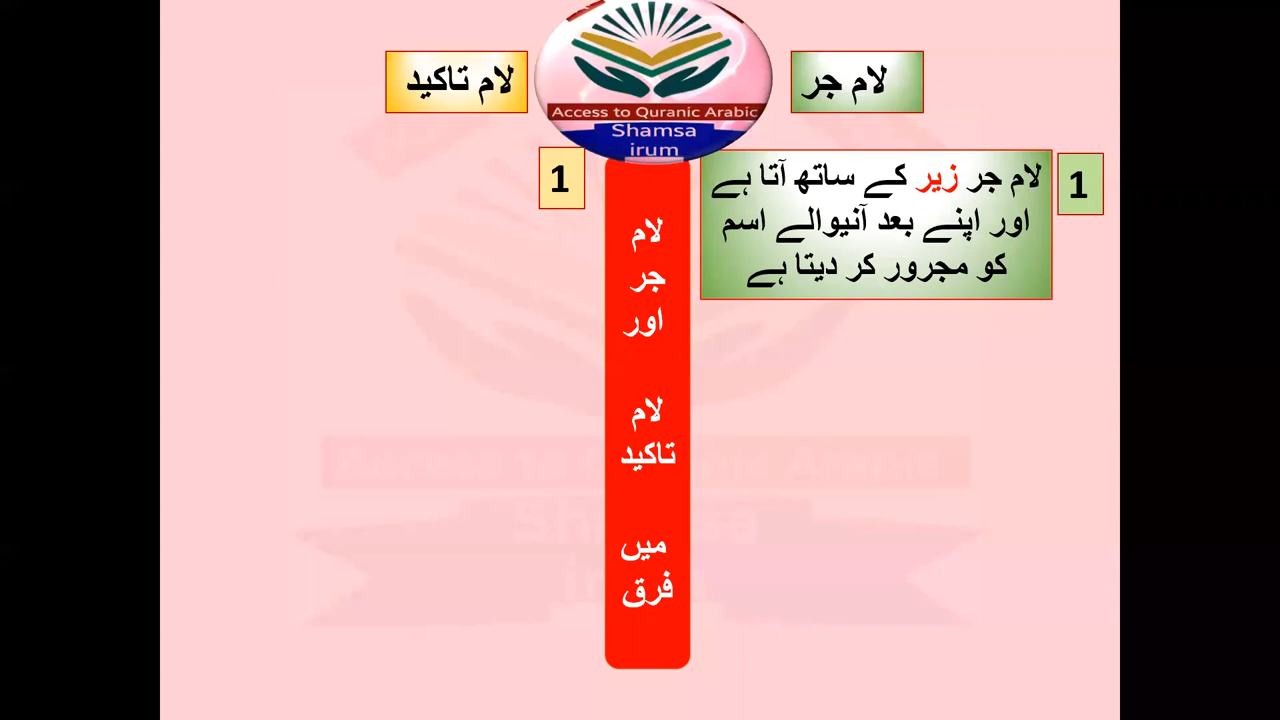 لام جر
لام تاکید
Access to Quranic Arabic
Shamsa
irum
1
لام جر زیر کے ساتھ آتا ہے
اور اپنے بعد آنیوالے اسم
کو مجرور کر دیتا ہے
1
لام
جر
اور
لام
تاکید
میں
فرق